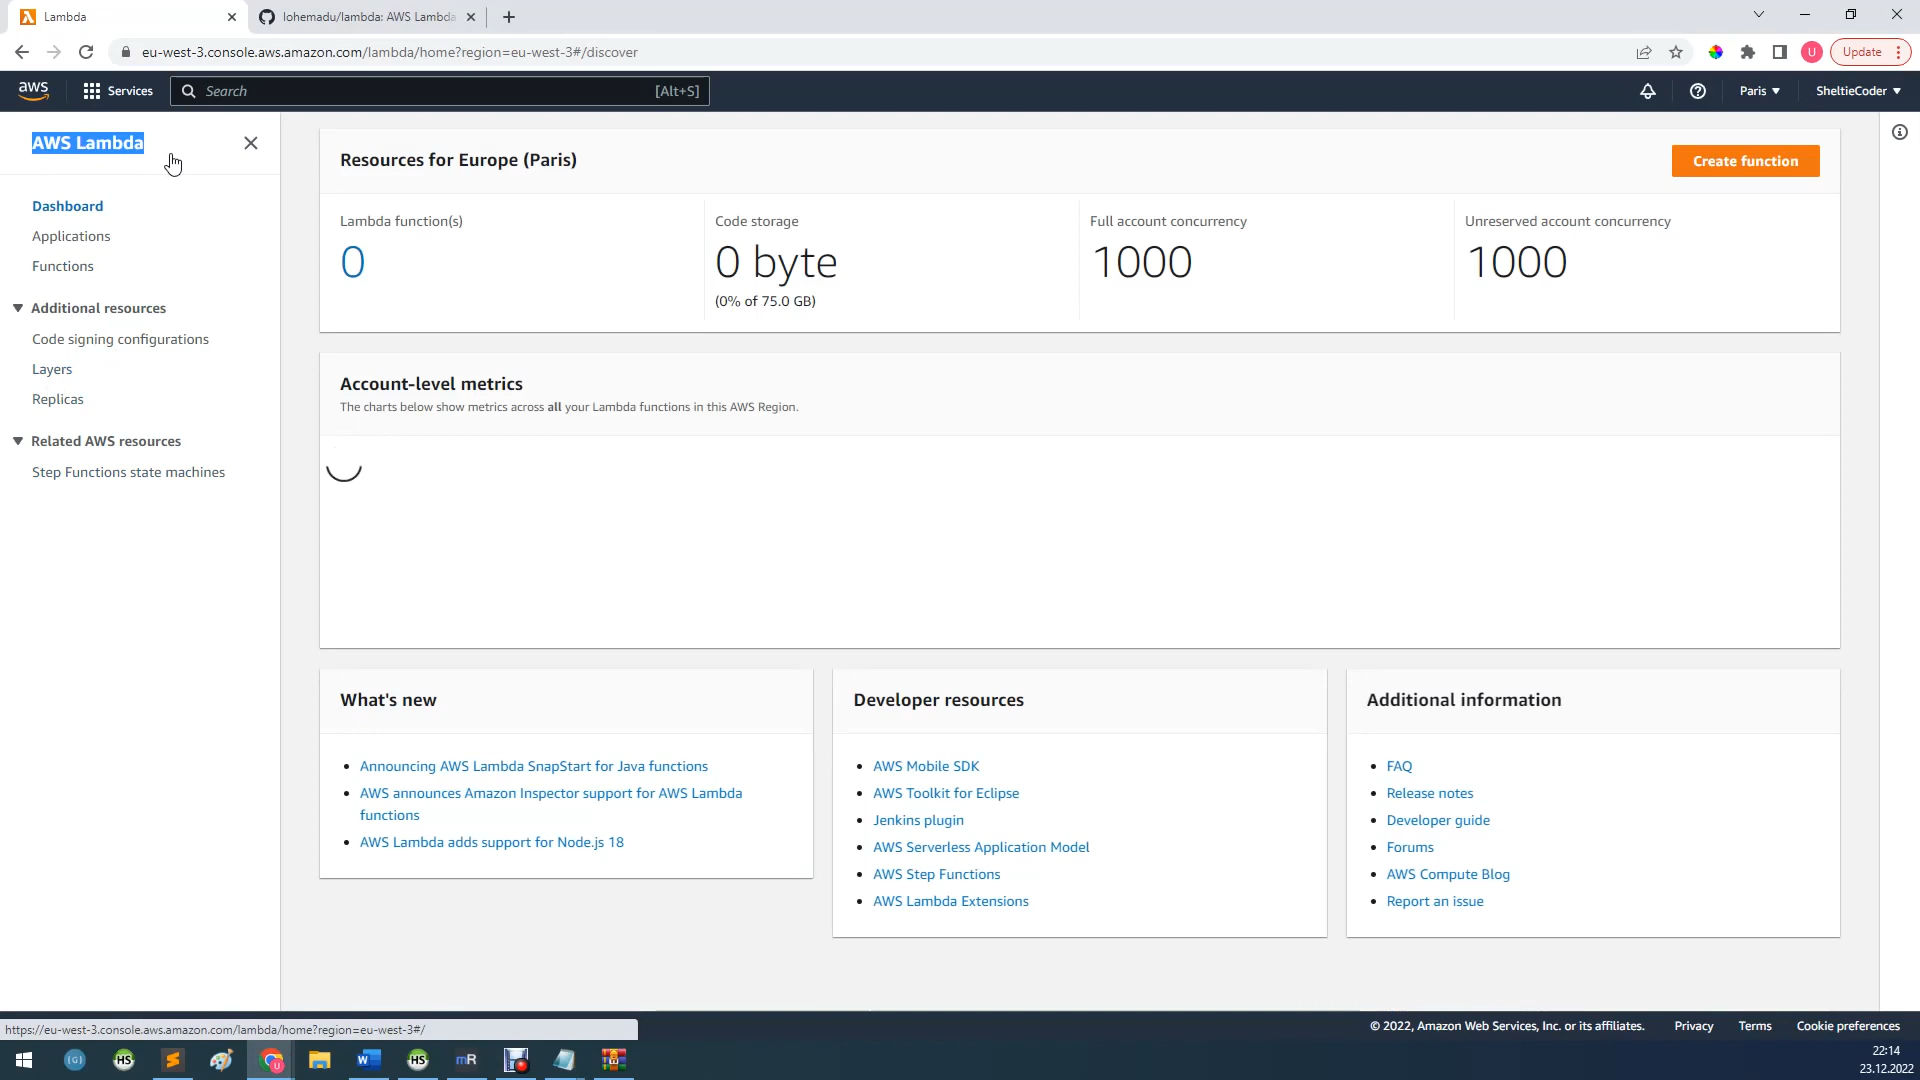 Lambda
lohemadu/lambda: AWS Lambda
eu-west-3.console.aws.amazon.com/lambda/home?region=eu-west-3#/discover
U
Update
aws
Services
Search
[Alt+S]
Paris
SheltieCoder
AWS Lambda
Dashboard
Applications
Functions
Additional resources
Code signing configurations
Layers
Replicas
Related AWS resources
Step Functions state machines
Resources for Europe (Paris)
Create function
Lambda function(s)
0
Code storage
0 byte
(0% of 75.0 GB)
Full account concurrency
1000
Unreserved account concurrency
1000
Account-level metrics
The charts below show metrics across all your Lambda functions in this AWS Region.
What's new
Announcing AWS Lambda SnapStart for Java functions
AWS announces Amazon Inspector support for AWS Lambda
functions
AWS Lambda adds support for Node.js 18
Developer resources
AWS Mobile SDK
AWS Toolkit for Eclipse
Jenkins plugin
AWS Serverless Application Model
AWS Step Functions
AWS Lambda Extensions
Additional information
FAQ
Release notes
Developer guide
Forums
AWS Compute Blog
Report an issue
https://eu-west-3.console.aws.amazon.com/lambda/home?region=eu-west-3#/
© 2022, Amazon Web Services, Inc. or its affiliates.
Privacy
Terms
Cookie preferences
HS
W
HS
mR
22:14
23.12.2022